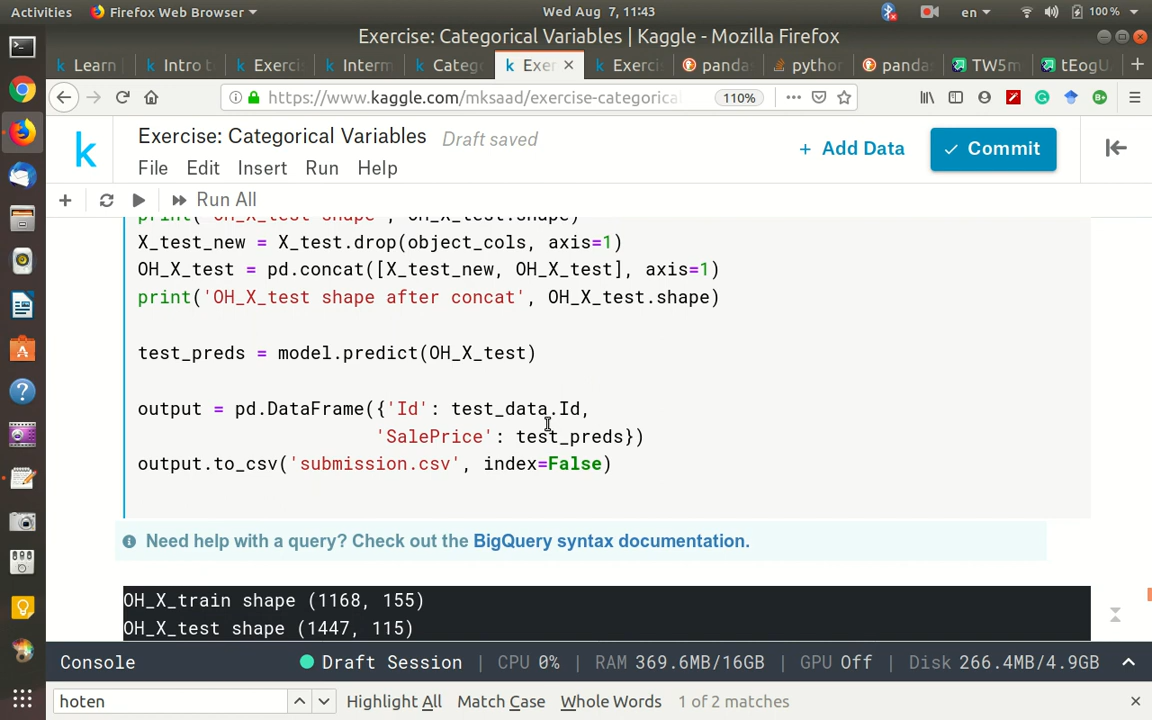 Activities Firefox Web Browser Wed Aug 7, 11:43 en 100 %
Exercise: Categorical Variables | Kaggle - Mozilla Firefox
Learn Intro t Exerci Interm Catego Exer Exerci panda pytho panda TW5m tEogU
https://www.kaggle.com/mksaad/exercise-categorica 110%
k Exercise: Categorical Variables Draft saved
+ Add Data Commit
File Edit Insert Run Help
Run All
print('OH_X_test shape', OH_X_test.shape)
X_test_new = X_test.drop(object_cols, axis=1)
OH_X_test = pd.concat([X_test_new, OH_X_test], axis=1)
print('OH_X_test shape after concat', OH_X_test.shape)
test_preds = model.predict(OH_X_test)
output = pd.DataFrame({'Id': test_data.Id,
'SalePrice': test_preds})
output.to_csv('submission.csv', index=False)
Need help with a query? Check out the BigQuery syntax documentation.
OH_X_train shape (1168, 155)
OH_X_test shape (1447, 115)
Console Draft Session | CPU 0% | RAM 369.6MB/16GB | GPU Off | Disk 266.4MB/4.9GB
hoten Highlight All Match Case Whole Words 1 of 2 matches